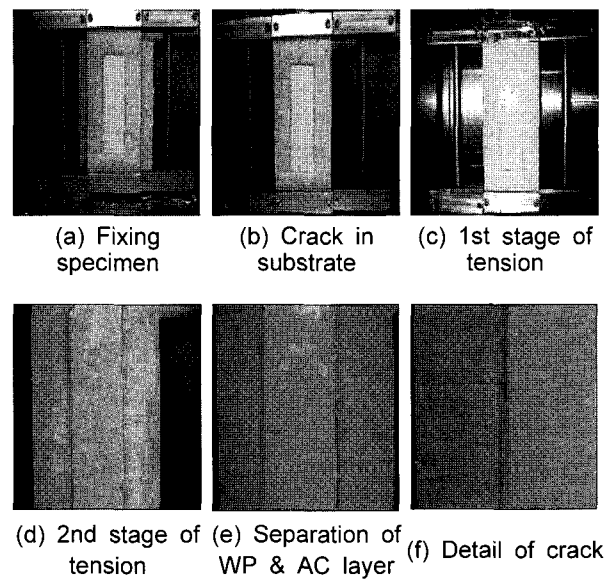 (a) Fixing
specimen
(b) Crack in
substrate
(c) 1st stage of
tension
(d) 2nd stage of
tension
(e) Separation of
WP & AC layer
(f) Detail of crack